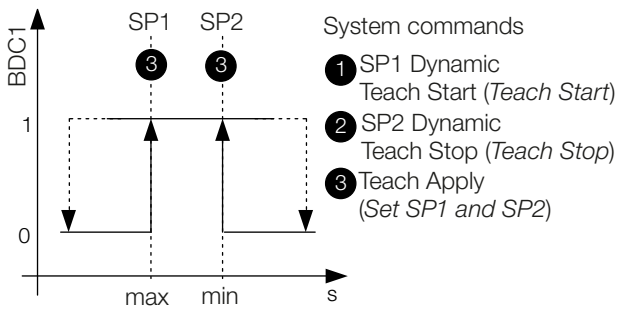 SP1 SP2
3 3
BDC1
1
0
max min s
System commands
1 SP1 Dynamic
Teach Start (Teach Start)
2 SP2 Dynamic
Teach Stop (Teach Stop)
3 Teach Apply
(Set SP1 and SP2)